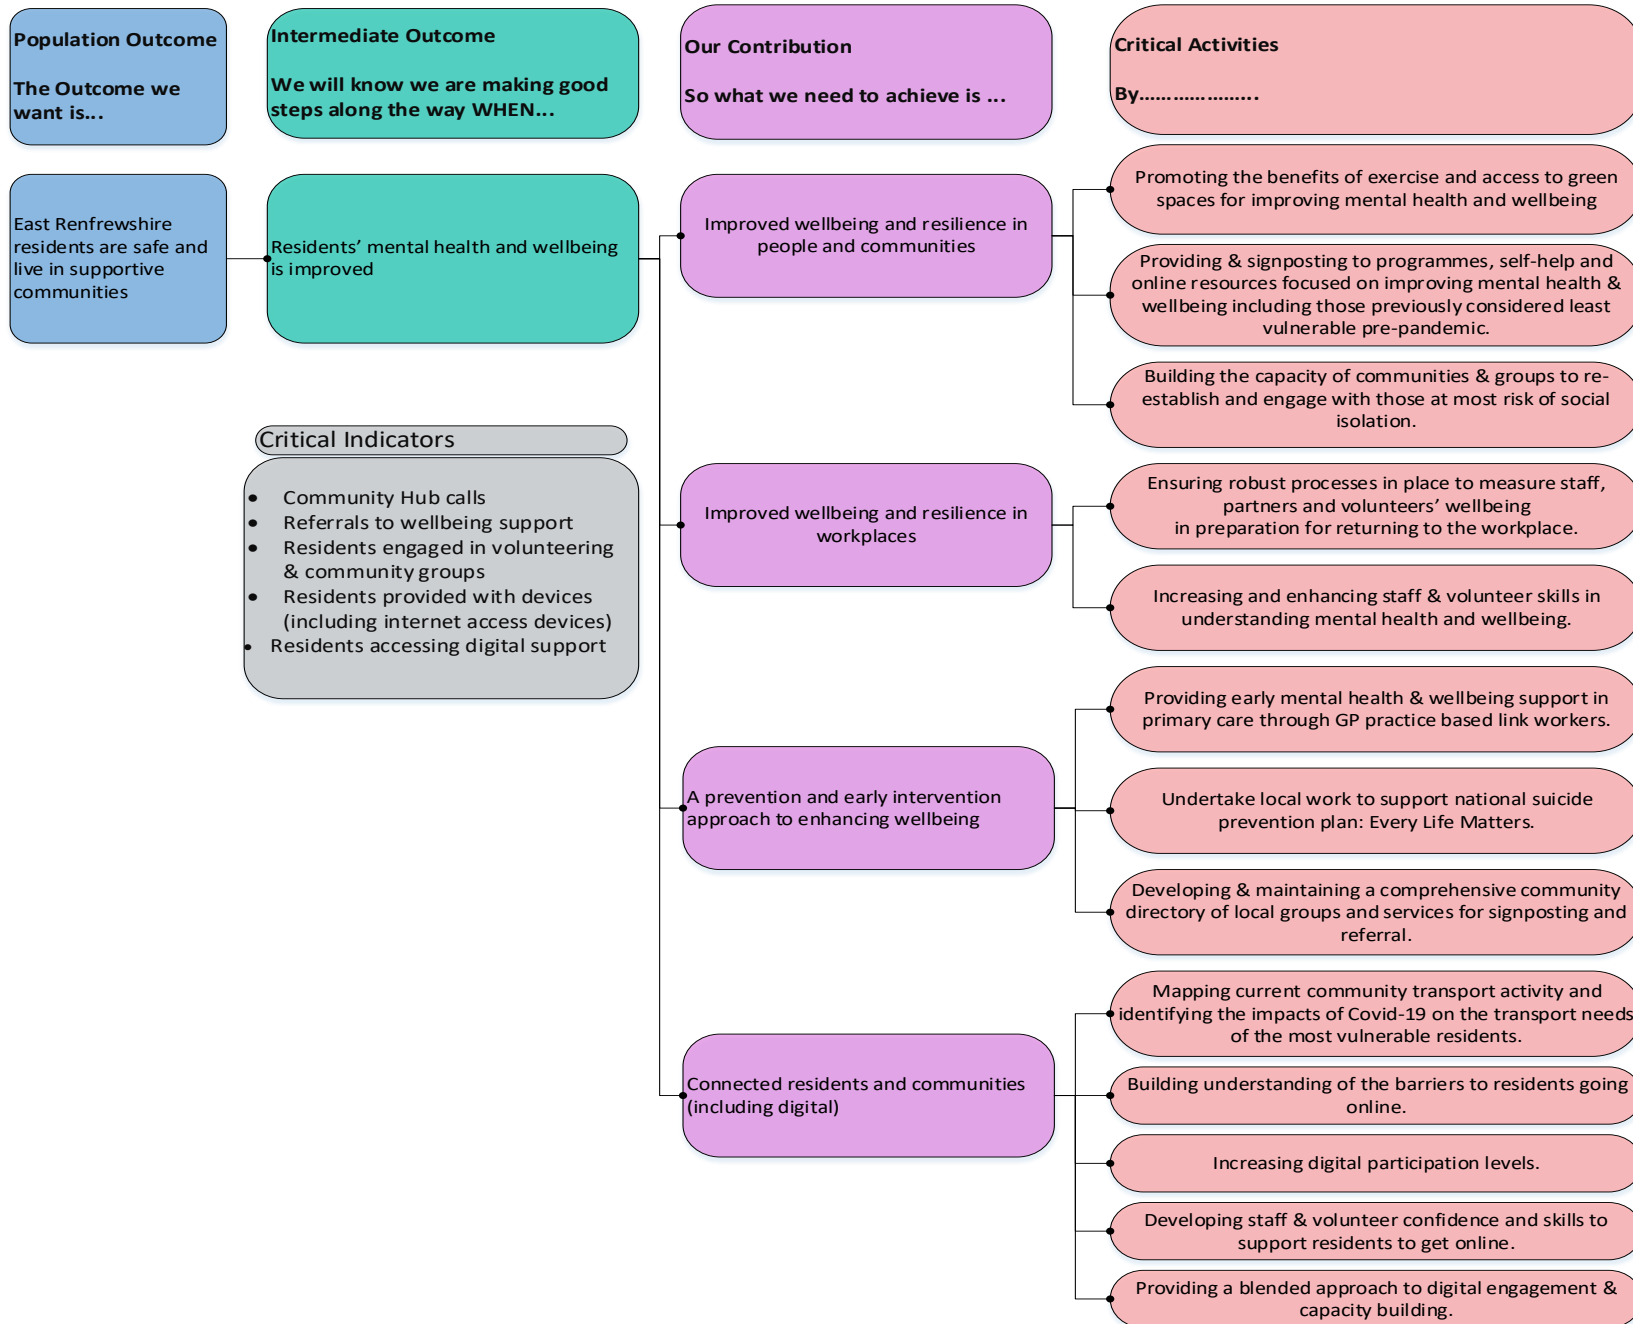 Population Outcome
The Outcome we
want is...
Intermediate Outcome
We will know we are making good
steps along the way WHEN...
Our Contribution
So what we need to achieve is ...
Critical Activities
By...................
East Renfrewshire
residents are safe and
live in supportive
communities
Residents’ mental health and wellbeing
is improved
Critical Indicators
• Community Hub calls
• Referrals to wellbeing support
• Residents engaged in volunteering
& community groups
• Residents provided with devices
(including internet access devices)
• Residents accessing digital support
Improved wellbeing and resilience in
people and communities
Promoting the benefits of exercise and access to green
spaces for improving mental health and wellbeing
Providing & signposting to programmes, self-help and
online resources focused on improving mental health &
wellbeing including those previously considered least
vulnerable pre-pandemic.
Building the capacity of communities & groups to re-
establish and engage with those at most risk of social
isolation.
Improved wellbeing and resilience in
workplaces
Ensuring robust processes in place to measure staff,
partners and volunteers’ wellbeing
in preparation for returning to the workplace.
Increasing and enhancing staff & volunteer skills in
understanding mental health and wellbeing.
A prevention and early intervention
approach to enhancing wellbeing
Providing early mental health & wellbeing support in
primary care through GP practice based link workers.
Undertake local work to support national suicide
prevention plan: Every Life Matters.
Developing & maintaining a comprehensive community
directory of local groups and services for signposting and
referral.
Connected residents and communities
(including digital)
Mapping current community transport activity and
identifying the impacts of Covid-19 on the transport needs
of the most vulnerable residents.
Building understanding of the barriers to residents going
online.
Increasing digital participation levels.
Developing staff & volunteer confidence and skills to
support residents to get online.
Providing a blended approach to digital engagement &
capacity building.